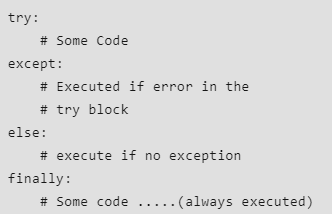 try:
    # Some Code
except:
    # Executed if error in the
    # try block
else:
    # execute if no exception
finally:
    # Some code .....(always executed)